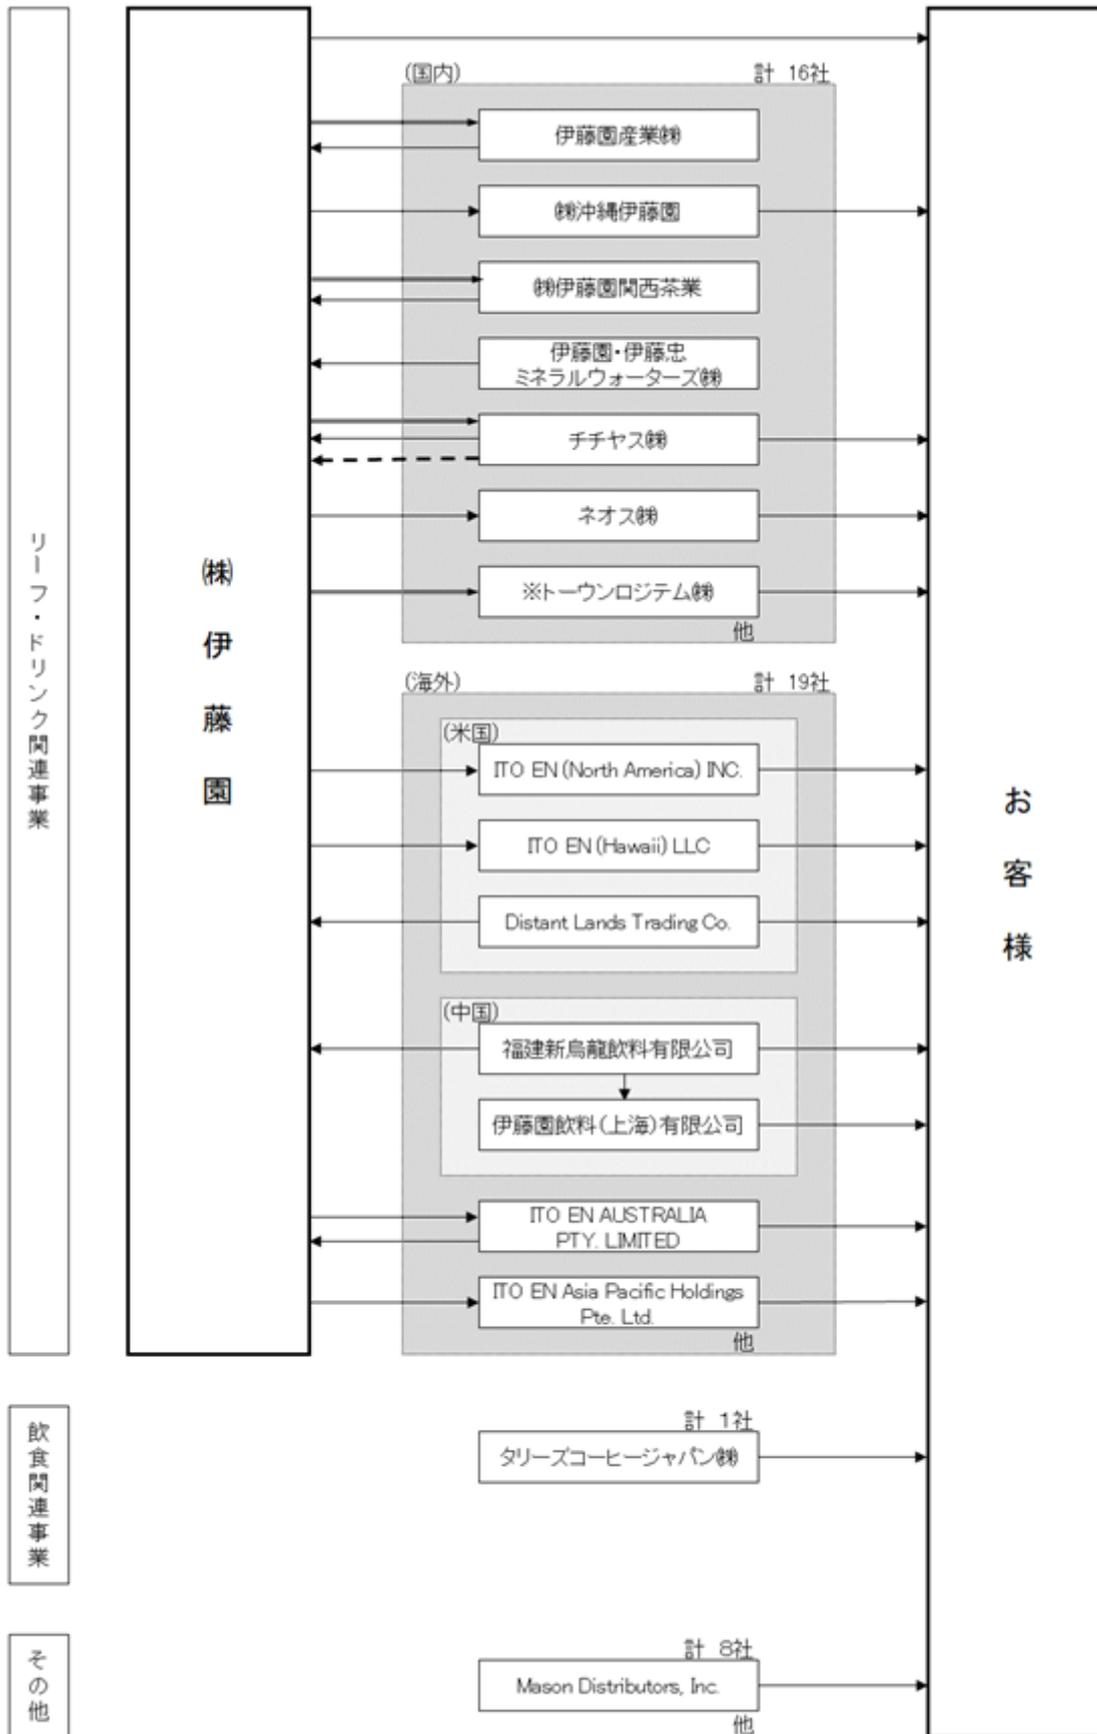 リーフ・ドリンク関連事業
㈱伊藤園
(国内)
計 16社
伊藤園産業㈱
㈱沖縄伊藤園
㈱伊藤園関西茶業
伊藤園・伊藤忠
ミネラルウォーターズ㈱
チチヤス㈱
ネオス㈱
※トーウンロジテム㈱
他
(海外)
計 19社
(米国)
ITO EN (North America) INC.
ITO EN (Hawaii) LLC
Distant Lands Trading Co.
(中国)
福建新烏龍飲料有限公司
伊藤園飲料(上海)有限公司
ITO EN AUSTRALIA
PTY. LIMITED
ITO EN Asia Pacific Holdings
Pte. Ltd.
他
お客様
飲食関連事業
計 1社
タリーズコーヒージャパン㈱
その他
計 8社
Mason Distributors, Inc.
他